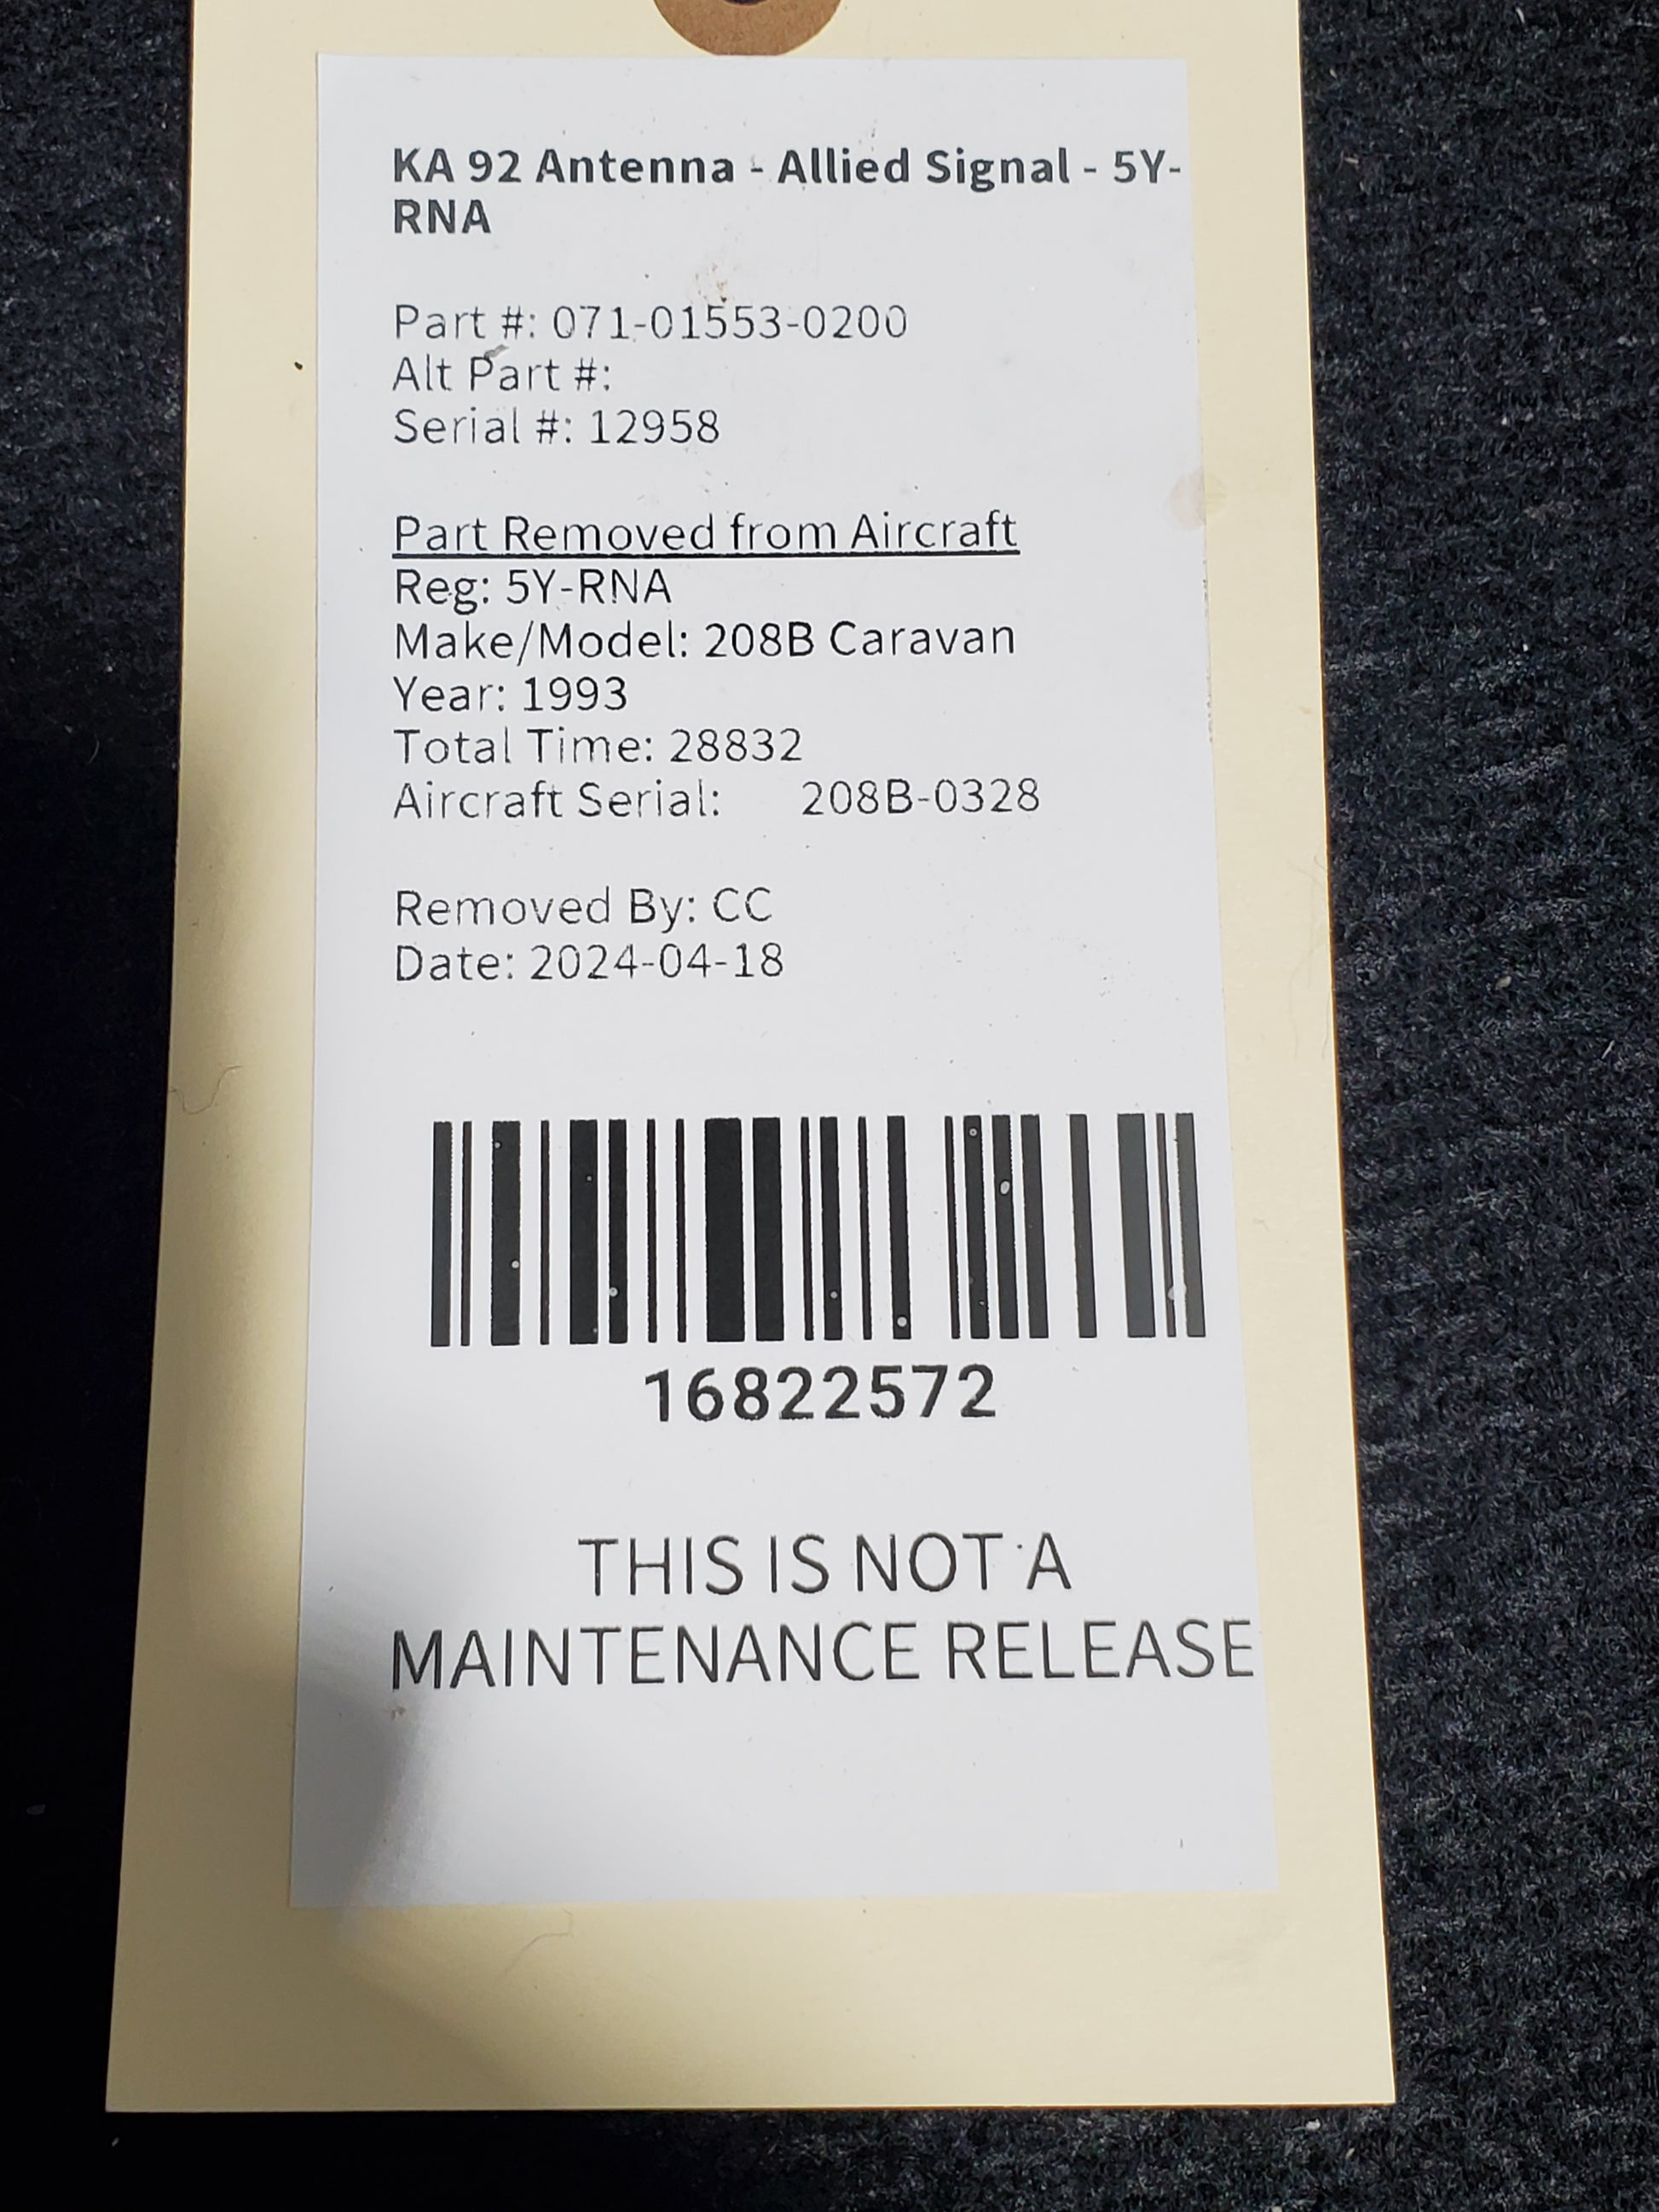 KA 92 Antenna - Allied Signal - 5Y-
RNA
Part #: 071-01553-0200
Alt Part #:
Serial #: 12958
Part Removed from Aircraft
Reg: 5Y-RNA
Make/Model: 208B Caravan
Year: 1993
Total Time: 28832
Aircraft Serial: 208B-0328
Removed By: CC
Date: 2024-04-18
16822572
THIS IS NOT A
MAINTENANCE RELEASE